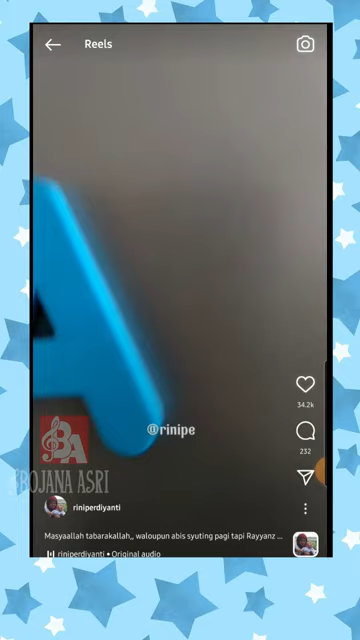 Reels
A
34.2k
@rinipe
232
BA
BOJANA ASRI
riniperdiyanti
Masyaallah tabarakallah,, waloupun abis syuting pagi tapi Rayyanz ...
riniperdiyanti • Original audio